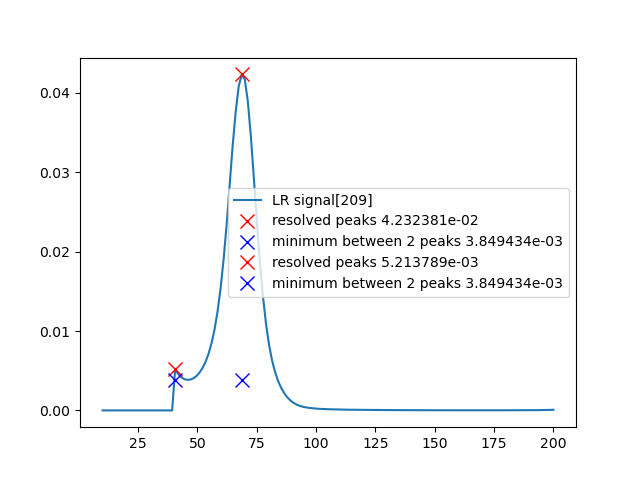 0.04
0.03
0.02
0.01
0.00
LR signal[209]
resolved peaks 4.232381e-02
minimum between 2 peaks 3.849434e-03
resolved peaks 5.213789e-03
minimum between 2 peaks 3.849434e-03
25 50 75 100 125 150 175 200